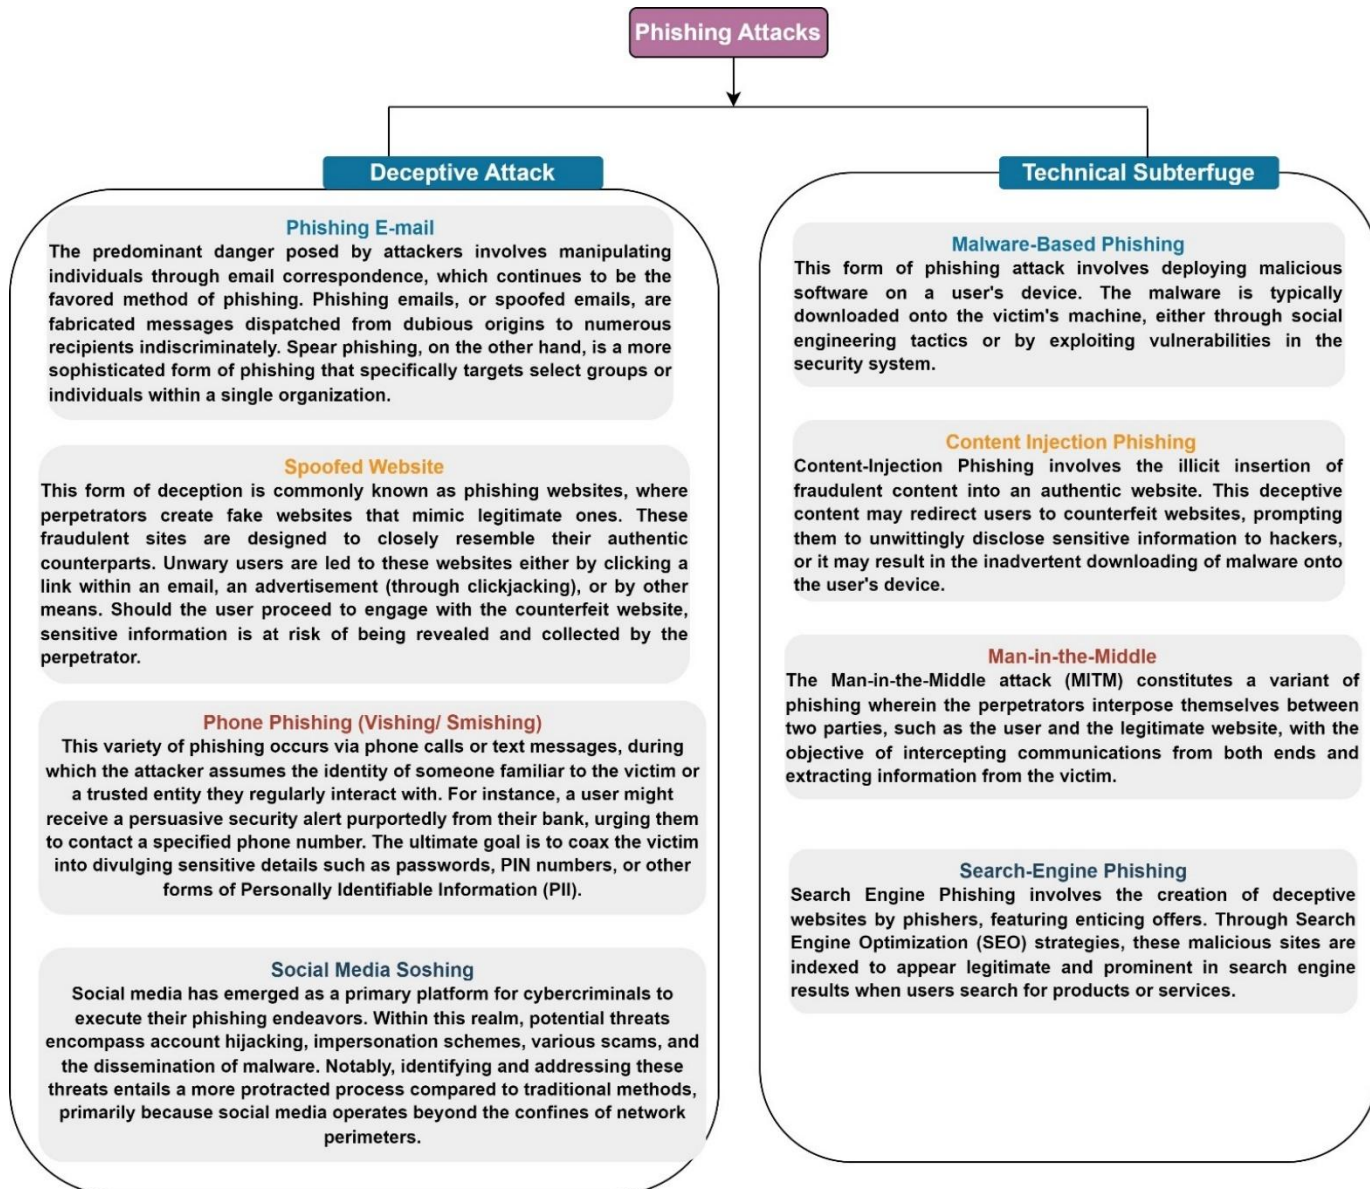 Phishing Attacks
Deceptive Attack
Phishing E-mail
The predominant danger posed by attackers involves manipulating
individuals through email correspondence, which continues to be the
favored method of phishing. Phishing emails, or spoofed emails, are
fabricated messages dispatched from dubious origins to numerous
recipients indiscriminately. Spear phishing, on the other hand, is a more
sophisticated form of phishing that specifically targets select groups or
individuals within a single organization.
Spoofed Website
This form of deception is commonly known as phishing websites, where
perpetrators create fake websites that mimic legitimate ones. These
fraudulent sites are designed to closely resemble their authentic
counterparts. Unwary users are led to these websites either by clicking a
link within an email, an advertisement (through clickjacking), or by other
means. Should the user proceed to engage with the counterfeit website,
sensitive information is at risk of being revealed and collected by the
perpetrator.
Phone Phishing (Vishing/ Smishing)
This variety of phishing occurs via phone calls or text messages, during
which the attacker assumes the identity of someone familiar to the victim or
a trusted entity they regularly interact with. For instance, a user might
receive a persuasive security alert purportedly from their bank, urging them
to contact a specified phone number. The ultimate goal is to coax the victim
into divulging sensitive details such as passwords, PIN numbers, or other
forms of Personally Identifiable Information (PII).
Social Media Soshing
Social media has emerged as a primary platform for cybercriminals to
execute their phishing endeavors. Within this realm, potential threats
encompass account hijacking, impersonation schemes, various scams, and
the dissemination of malware. Notably, identifying and addressing these
threats entails a more protracted process compared to traditional methods,
primarily because social media operates beyond the confines of network
perimeters.
Technical Subterfuge
Malware-Based Phishing
This form of phishing attack involves deploying malicious
software on a user's device. The malware is typically
downloaded onto the victim's machine, either through social
engineering tactics or by exploiting vulnerabilities in the
security system.
Content Injection Phishing
Content-Injection Phishing involves the illicit insertion of
fraudulent content into an authentic website. This deceptive
content may redirect users to counterfeit websites, prompting
them to unwittingly disclose sensitive information to hackers,
or it may result in the inadvertent downloading of malware onto
the user's device.
Man-in-the-Middle
The Man-in-the-Middle attack (MITM) constitutes a variant of
phishing wherein the perpetrators interpose themselves between
two parties, such as the user and the legitimate website, with the
objective of intercepting communications from both ends and
extracting information from the victim.
Search-Engine Phishing
Search Engine Phishing involves the creation of deceptive
websites by phishers, featuring enticing offers. Through Search
Engine Optimization (SEO) strategies, these malicious sites are
indexed to appear legitimate and prominent in search engine
results when users search for products or services.